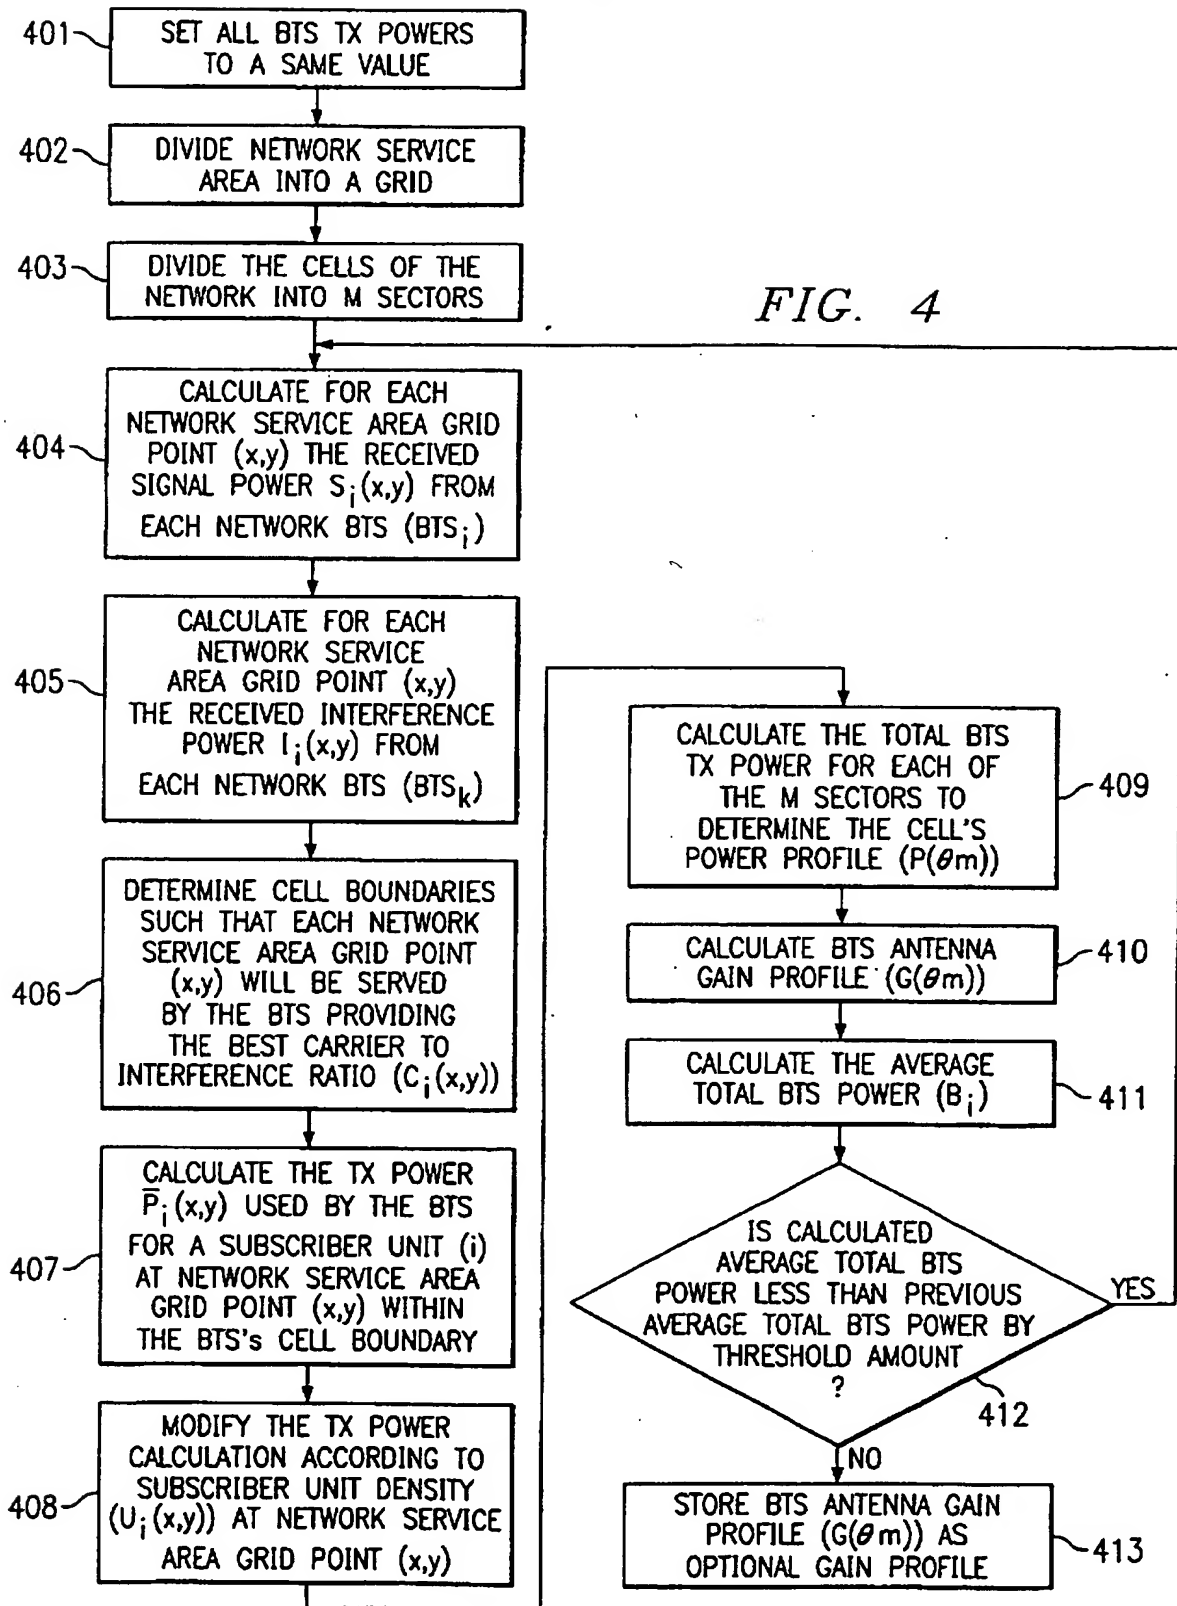 401
SET ALL BTS TX POWERS
TO A SAME VALUE
402
DIVIDE NETWORK SERVICE
AREA INTO A GRID
403
DIVIDE THE CELLS OF THE
NETWORK INTO M SECTORS
FIG. 4
404
CALCULATE FOR EACH
NETWORK SERVICE AREA GRID
POINT (x,y) THE RECEIVED
SIGNAL POWER Si(x,y) FROM
EACH NETWORK BTS (BTSi)
405
CALCULATE FOR EACH
NETWORK SERVICE
AREA GRID POINT (x,y)
THE RECEIVED INTERFERENCE
POWER Ii(x,y) FROM
EACH NETWORK BTS (BTSk)
406
DETERMINE CELL BOUNDARIES
SUCH THAT EACH NETWORK
SERVICE AREA GRID POINT
(x,y) WILL BE SERVED
BY THE BTS PROVIDING
THE BEST CARRIER TO
INTERFERENCE RATIO (Ci(x,y))
407
CALCULATE THE TX POWER
P̅i(x,y) USED BY THE BTS
FOR A SUBSCRIBER UNIT (i)
AT NETWORK SERVICE AREA
GRID POINT (x,y) WITHIN
THE BTS's CELL BOUNDARY
408
MODIFY THE TX POWER
CALCULATION ACCORDING TO
SUBSCRIBER UNIT DENSITY
(Ui(x,y)) AT NETWORK SERVICE
AREA GRID POINT (x,y)
CALCULATE THE TOTAL BTS
TX POWER FOR EACH OF
THE M SECTORS TO
DETERMINE THE CELL'S
POWER PROFILE (P(θm))
409
CALCULATE BTS ANTENNA
GAIN PROFILE (G(θm))
410
CALCULATE THE AVERAGE
TOTAL BTS POWER (Bi)
411
IS CALCULATED
AVERAGE TOTAL BTS
POWER LESS THAN PREVIOUS
AVERAGE TOTAL BTS POWER BY
THRESHOLD AMOUNT
?
YES
412
NO
STORE BTS ANTENNA GAIN
PROFILE (G(θm)) AS
OPTIONAL GAIN PROFILE
413